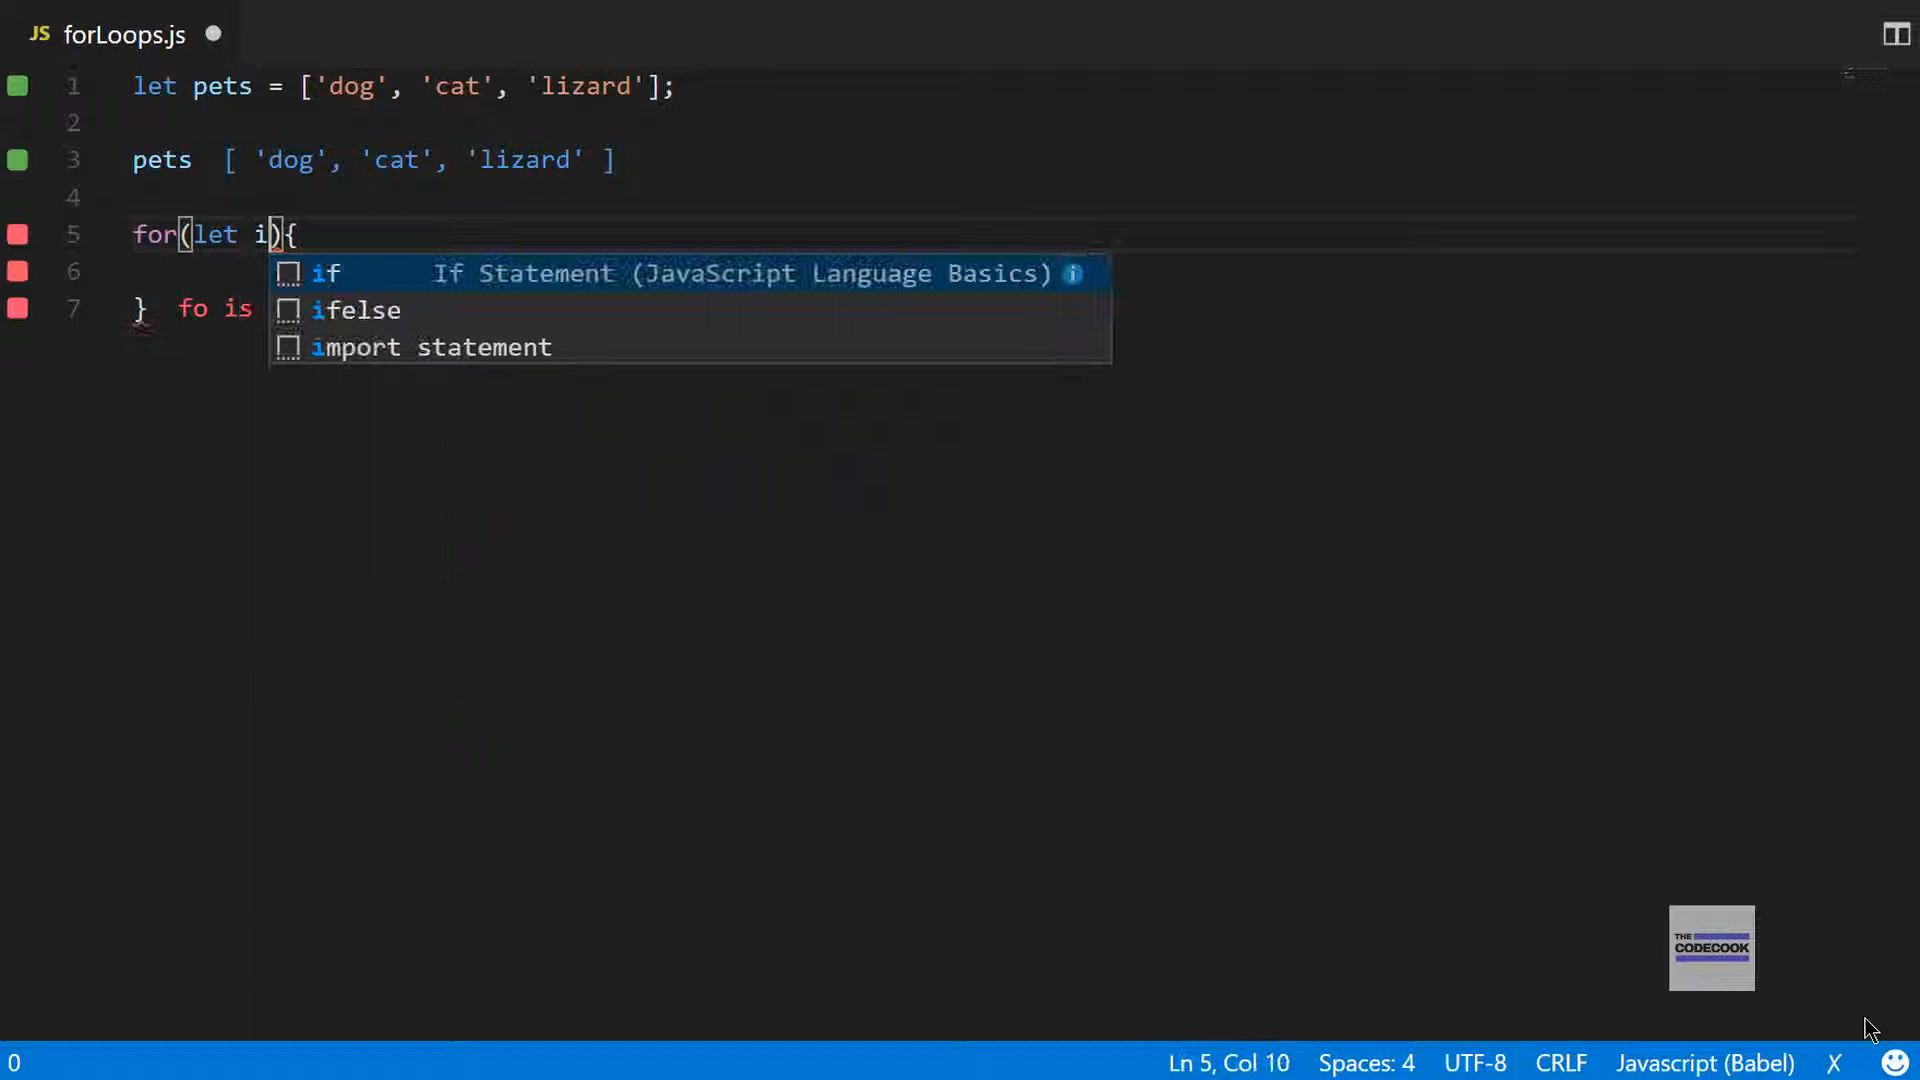 JS forLoops.js
1 let pets = ['dog', 'cat', 'lizard'];
2
3 pets [ 'dog', 'cat', 'lizard' ]
4
5 for(let i){
if If Statement (JavaScript Language Basics)
6
ifelse
7 } fo is
import statement
THE
CODECOOK
0 Ln 5, Col 10 Spaces: 4 UTF-8 CRLF Javascript (Babel) X